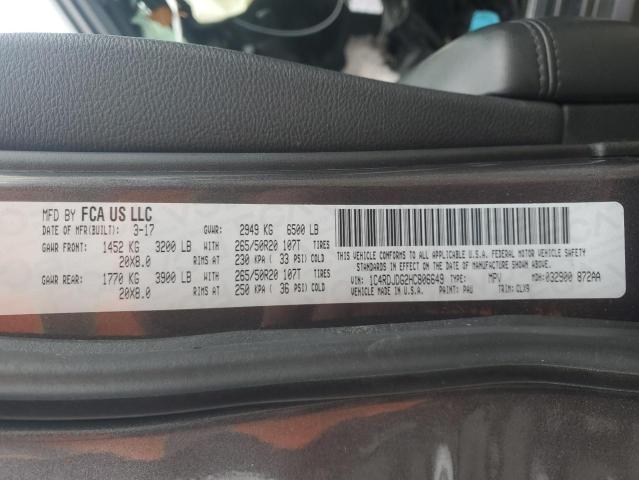 MFD BY FCA US LLC
DATE OF MFR(BUILT): 3-17 GVWR: 2949 KG 6500 LB
GAWR FRONT: 1452 KG 3200 LB WITH 265/50R20 107T TIRES
20X8.0 RIMS AT 230 KPA ( 33 PSI) COLD
GAWR REAR: 1770 KG 3900 LB WITH 265/50R20 107T TIRES
20X8.0 RIMS AT 250 KPA ( 36 PSI) COLD
THIS VEHICLE CONFORMS TO ALL APPLICABLE U.S.A. FEDERAL MOTOR VEHICLE SAFETY
STANDARDS IN EFFECT ON THE DATE OF MANUFACTURE SHOWN ABOVE.
VIN: 1C4RDJDG2HC806649 TYPE: MPV MDH: 032900 872AA
VEHICLE MADE IN U.S.A. PAINT: PAU TRIM: CLX9